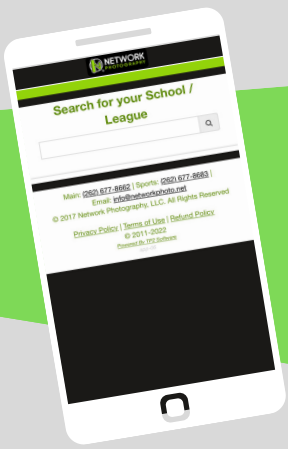 NETWORK
PHOTOGRAPHY
Search for your School /
League
Main: (262) 677-8662 | Sports: (262) 677-8683 |
Email: info@networkphoto.net
© 2017 Network Photography, LLC. All Rights Reserved
Privacy Policy | Terms of Use | Refund Policy
© 2011-2022
Powered By TP2 Software